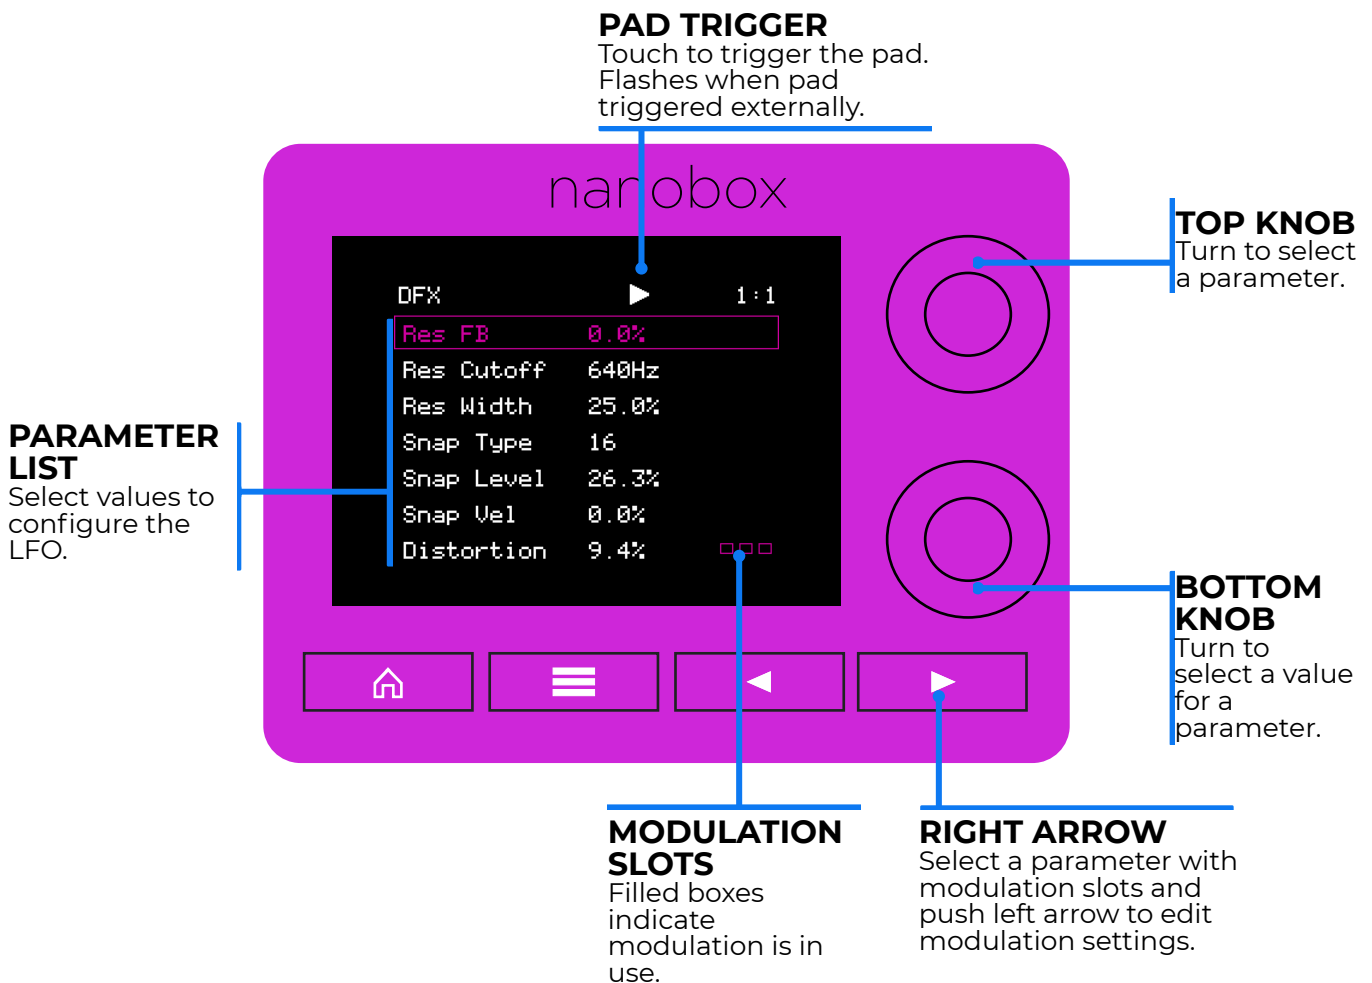 PAD TRIGGER
Touch to trigger the pad.
Flashes when pad
triggered externally.
nanobox
TOP KNOB
Turn to select
a parameter.
DFX 1:1
Res FB 0.0%
Res Cutoff 640Hz
Res Width 25.0%
Snap Type 16
Snap Level 26.3%
Snap Vel 0.0%
Distortion 9.4%
PARAMETER
LIST
Select values to
configure the
LFO.
BOTTOM
KNOB
Turn to
select a value
for a
parameter.
MODULATION
SLOTS
Filled boxes
indicate
modulation is in
use.
RIGHT ARROW
Select a parameter with
modulation slots and
push left arrow to edit
modulation settings.